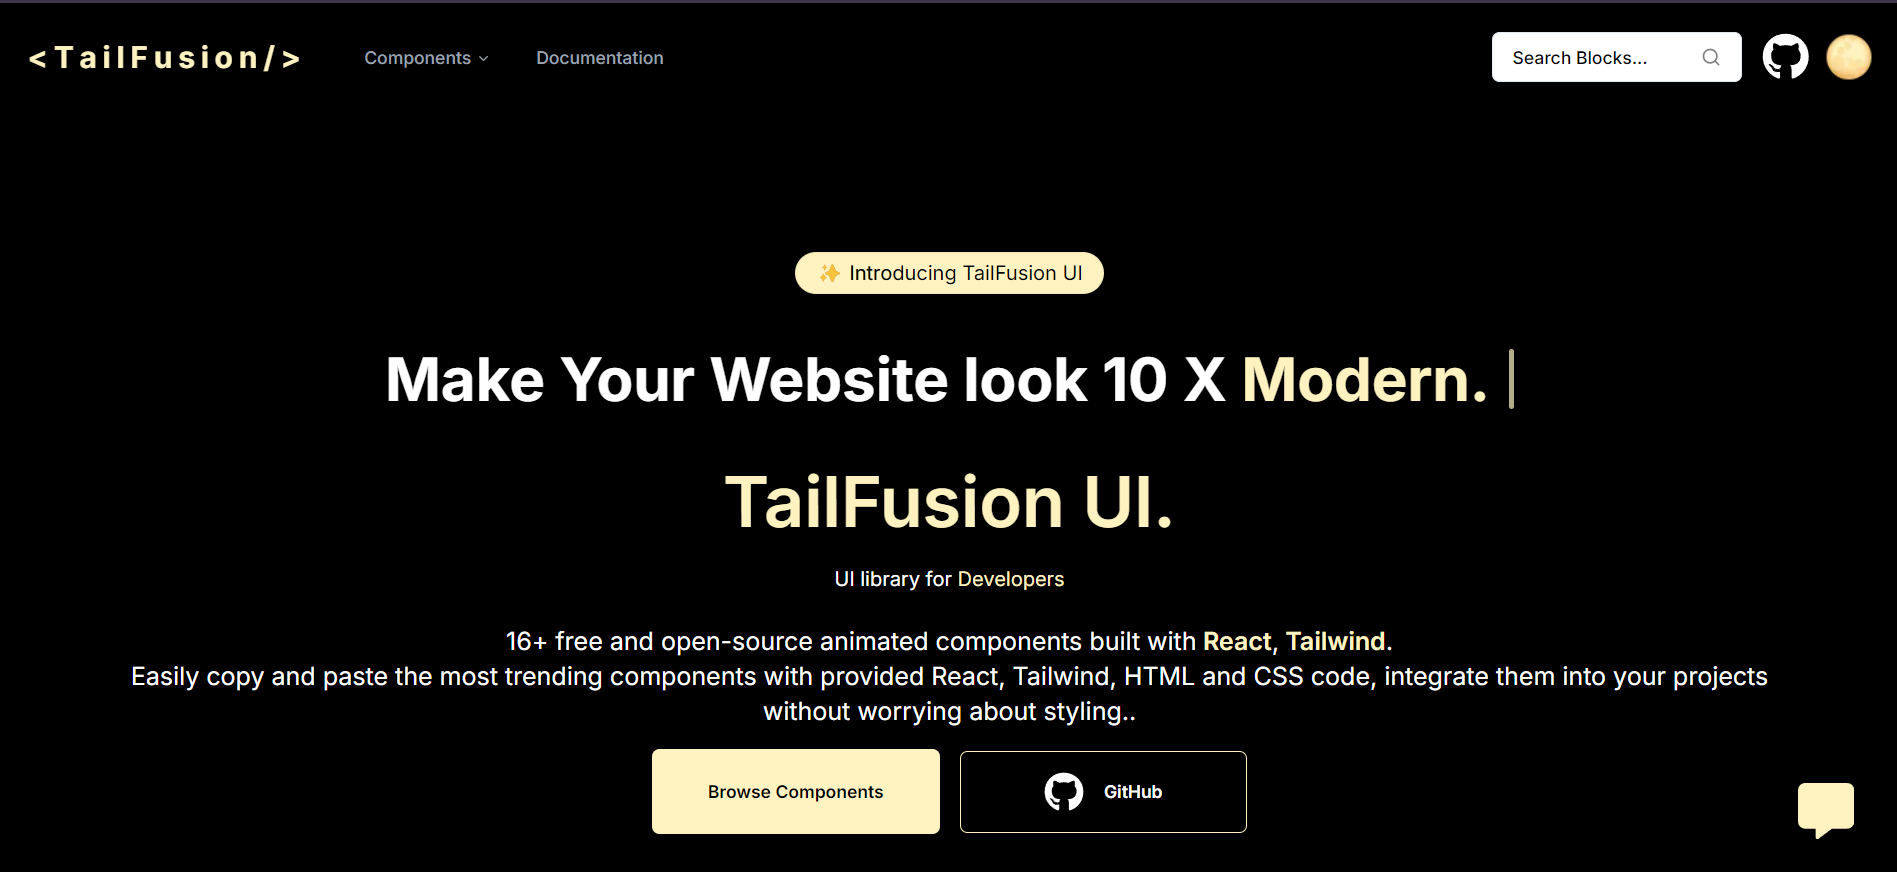 <TailFusion/>
Components
Documentation
Search Blocks...
✨ Introducing TailFusion UI
Make Your Website look 10 X Modern.
TailFusion UI.
UI library for Developers
16+ free and open-source animated components built with React, Tailwind.
Easily copy and paste the most trending components with provided React, Tailwind, HTML and CSS code, integrate them into your projects
without worrying about styling..
Browse Components
GitHub